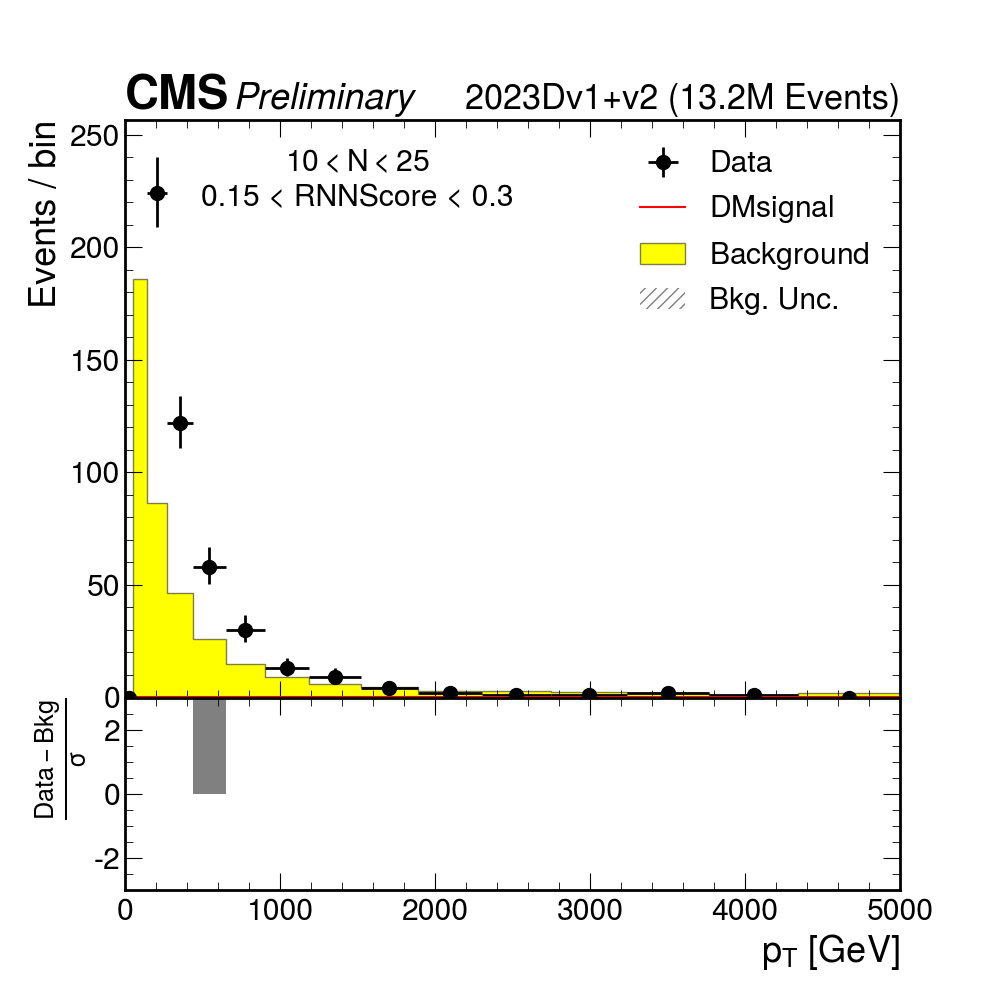 CMS Preliminary 2023Dv1+v2 (13.2M Events)
Events / bin
250
200
150
100
50
0
10 < N < 25
0.15 < RNNScore < 0.3
Data
DMsignal
Background
Bkg. Unc.
Data – Bkg
σ
2
0
-2
0 1000 2000 3000 4000 5000
pT [GeV]